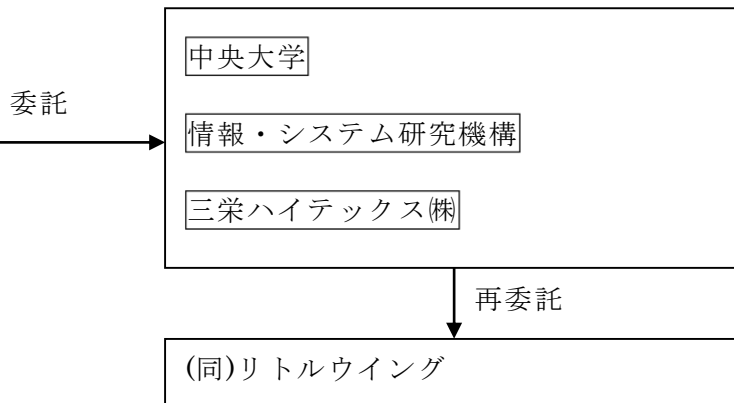 中央大学
委託
情報・システム研究機構
三栄ハイテックス㈱
再委託
(同)リトルウイング